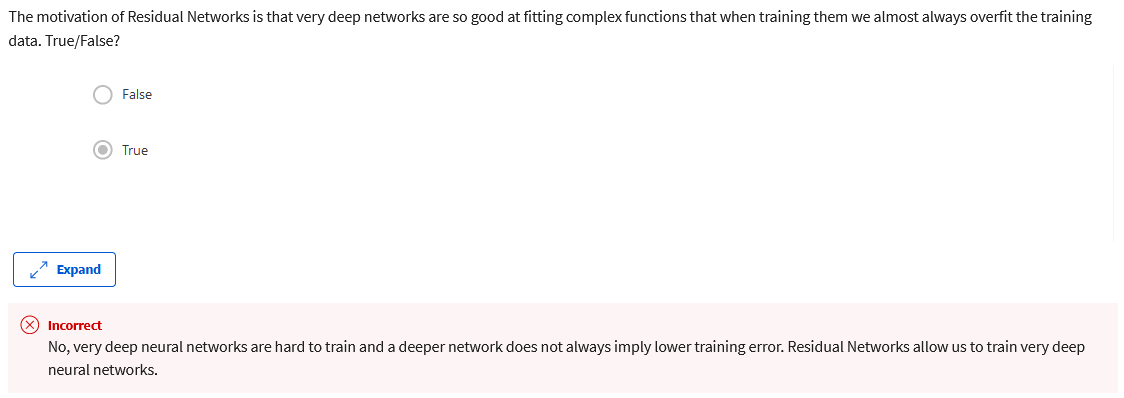 The motivation of Residual Networks is that very deep networks are so good at fitting complex functions that when training them we almost always overfit the training
data. True/False?
False
True
Expand
Incorrect
No, very deep neural networks are hard to train and a deeper network does not always imply lower training error. Residual Networks allow us to train very deep
neural networks.